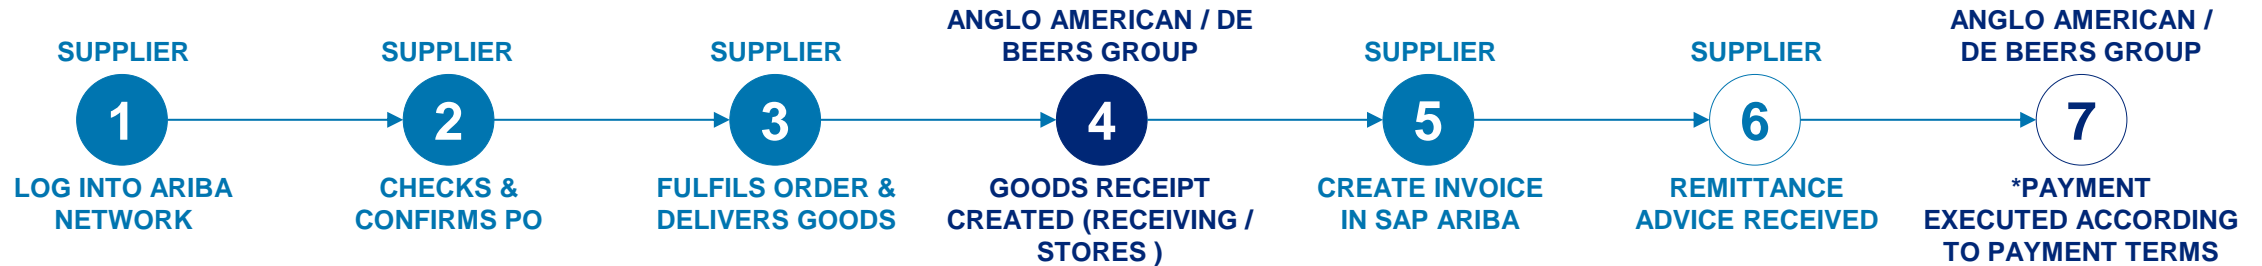 SUPPLIER
1
LOG INTO ARIBA
NETWORK
SUPPLIER
2
CHECKS &
CONFIRMS PO
SUPPLIER
3
FULFILS ORDER &
DELIVERS GOODS
ANGLO AMERICAN / DE
BEERS GROUP
4
GOODS RECEIPT
CREATED (RECEIVING /
STORES )
SUPPLIER
5
CREATE INVOICE
IN SAP ARIBA
SUPPLIER
6
REMITTANCE
ADVICE RECEIVED
ANGLO AMERICAN /
DE BEERS GROUP
7
*PAYMENT
EXECUTED ACCORDING
TO PAYMENT TERMS